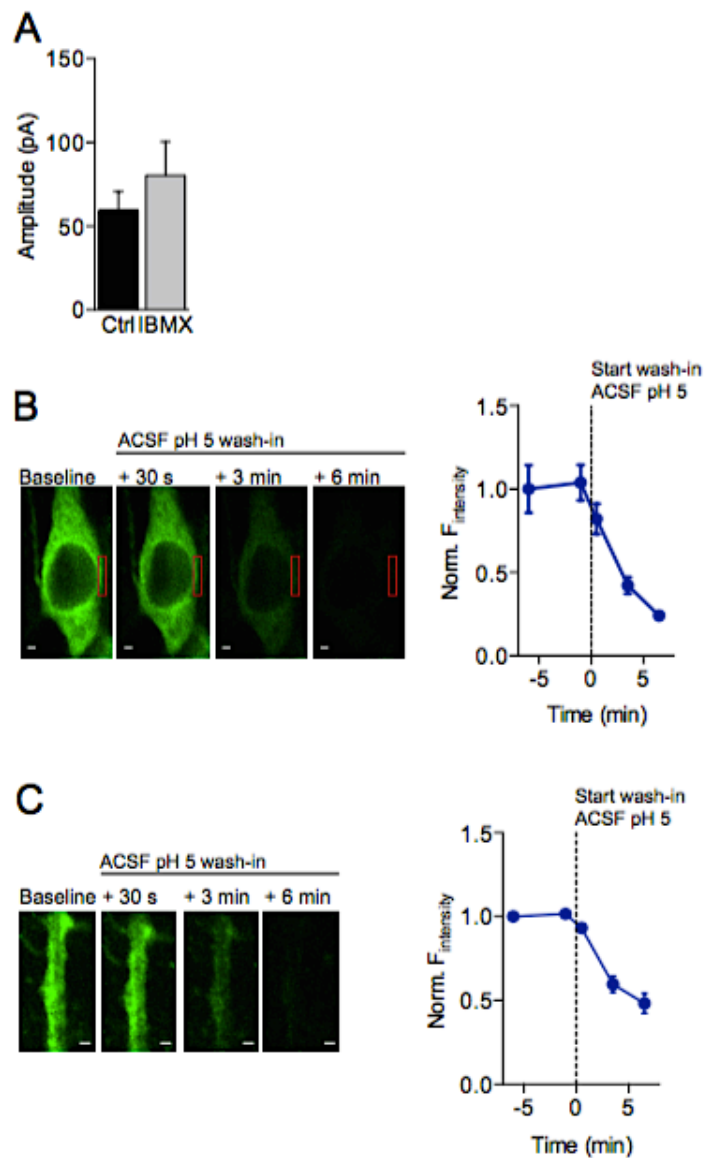 A
150
100
50
0
Amplitude (pA)
Ctrl IBMX
B
ACSF pH 5 wash-in
Baseline + 30 s + 3 min + 6 min
Start wash-in
ACSF pH 5
1.5
1.0
0.5
0.0
Norm. Fintensity
-5 0 5
Time (min)
C
ACSF pH 5 wash-in
Baseline + 30 s + 3 min + 6 min
Start wash-in
ACSF pH 5
1.5
1.0
0.5
0.0
Norm. Fintensity
-5 0 5
Time (min)